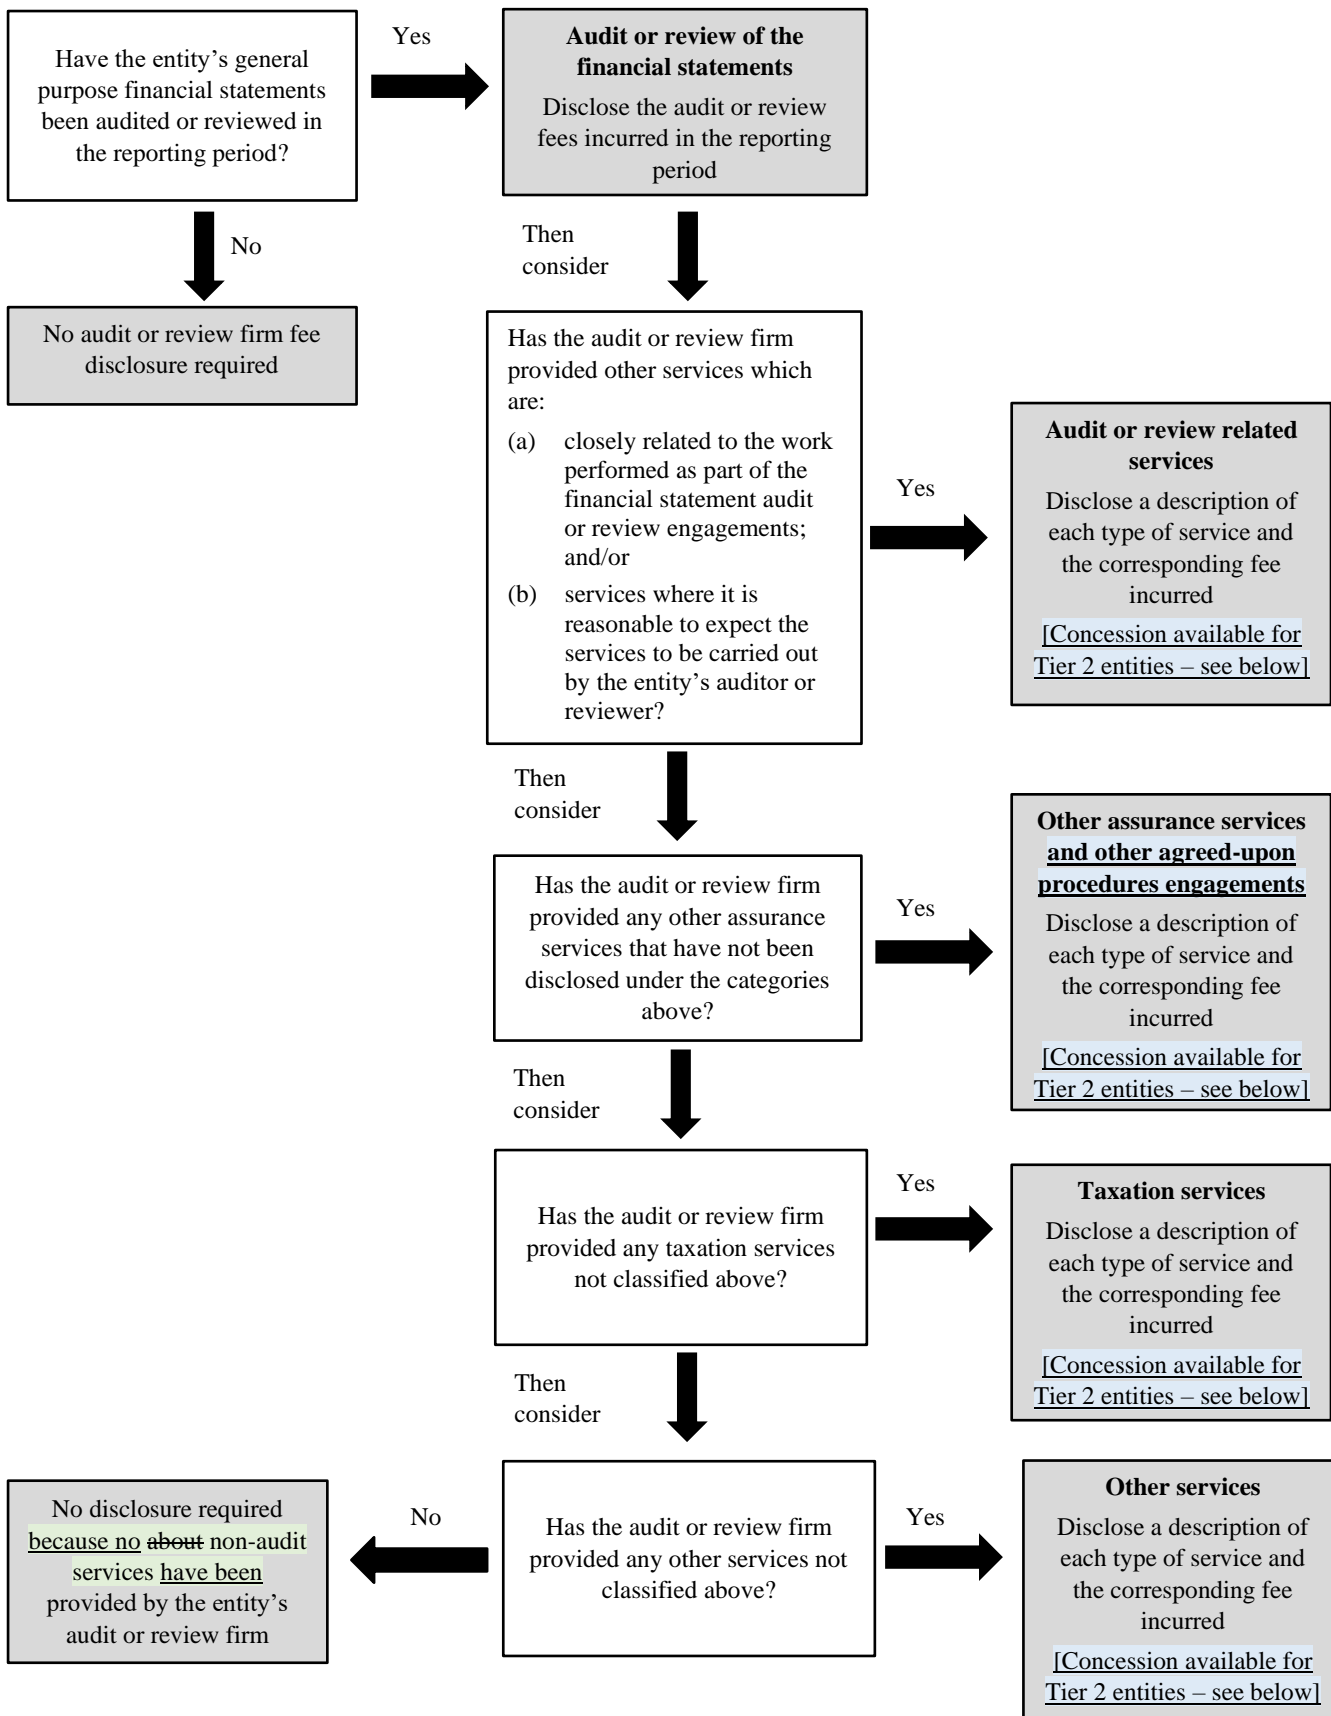 Have the entity's general
purpose financial statements
been audited or reviewed in
the reporting period?
Yes
Audit or review of the
financial statements
Disclose the audit or review
fees incurred in the reporting
period
No
Then
consider
No audit or review firm fee
disclosure required
Has the audit or review firm
provided other services which
are:
(a) closely related to the work
performed as part of the
financial statement audit
or review engagements;
and/or
(b) services where it is
reasonable to expect the
services to be carried out
by the entity's auditor or
reviewer?
Yes
Audit or review related
services
Disclose a description of
each type of service and
the corresponding fee
incurred
[Concession available for
Tier 2 entities – see below]
Then
consider
Has the audit or review firm
provided any other assurance
services that have not been
disclosed under the categories
above?
Yes
Other assurance services
and other agreed-upon
procedures engagements
Disclose a description of
each type of service and
the corresponding fee
incurred
[Concession available for
Tier 2 entities – see below]
Then
consider
Has the audit or review firm
provided any taxation services
not classified above?
Yes
Taxation services
Disclose a description of
each type of service and
the corresponding fee
incurred
[Concession available for
Tier 2 entities – see below]
Then
consider
Has the audit or review firm
provided any other services not
classified above?
No
No disclosure required
because no about non-audit
services have been
provided by the entity's
audit or review firm
Yes
Other services
Disclose a description of
each type of service and
the corresponding fee
incurred
[Concession available for
Tier 2 entities – see below]